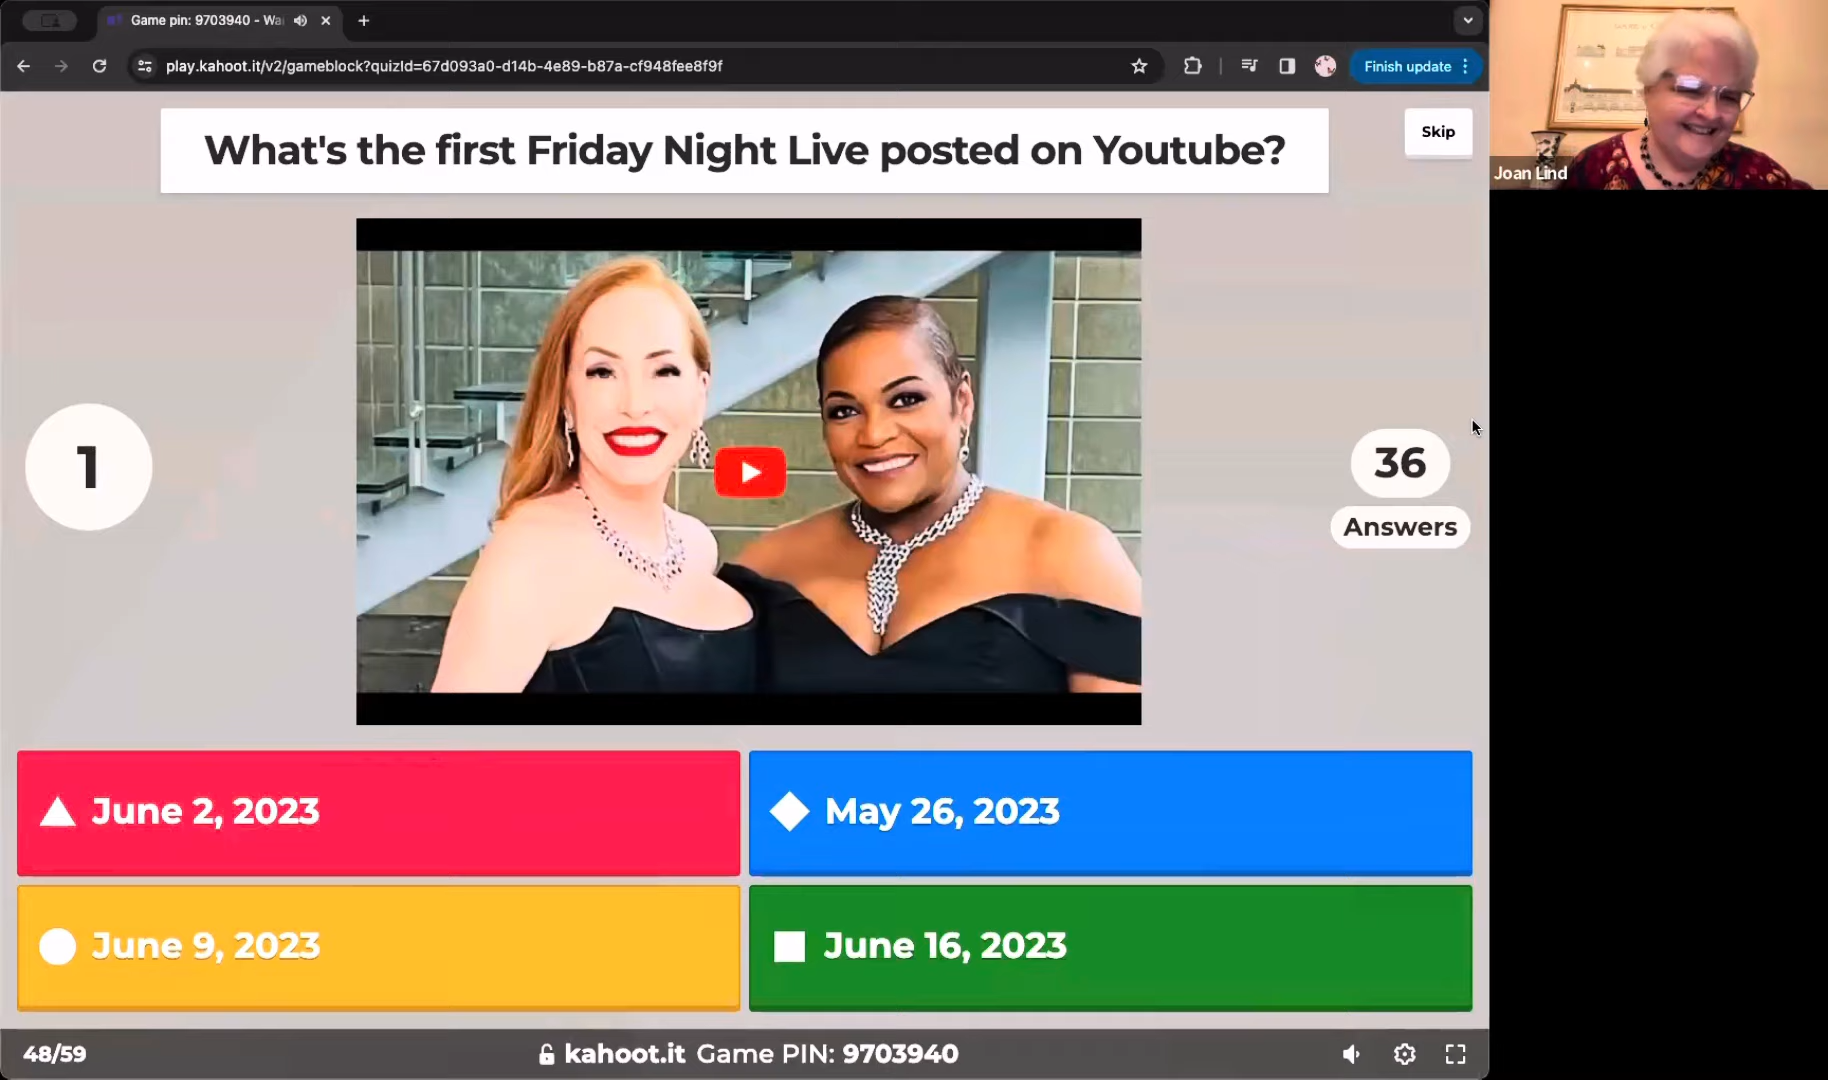 Game pin: 9703940 - Wai
play.kahoot.it/v2/gameblock?quizId=67d093a0-d14b-4e89-b87a-cf948fee8f9f
Finish update
What's the first Friday Night Live posted on Youtube?
Skip
Joan Lind
1
36
Answers
June 2, 2023
May 26, 2023
June 9, 2023
June 16, 2023
48/59
kahoot.it Game PIN: 9703940